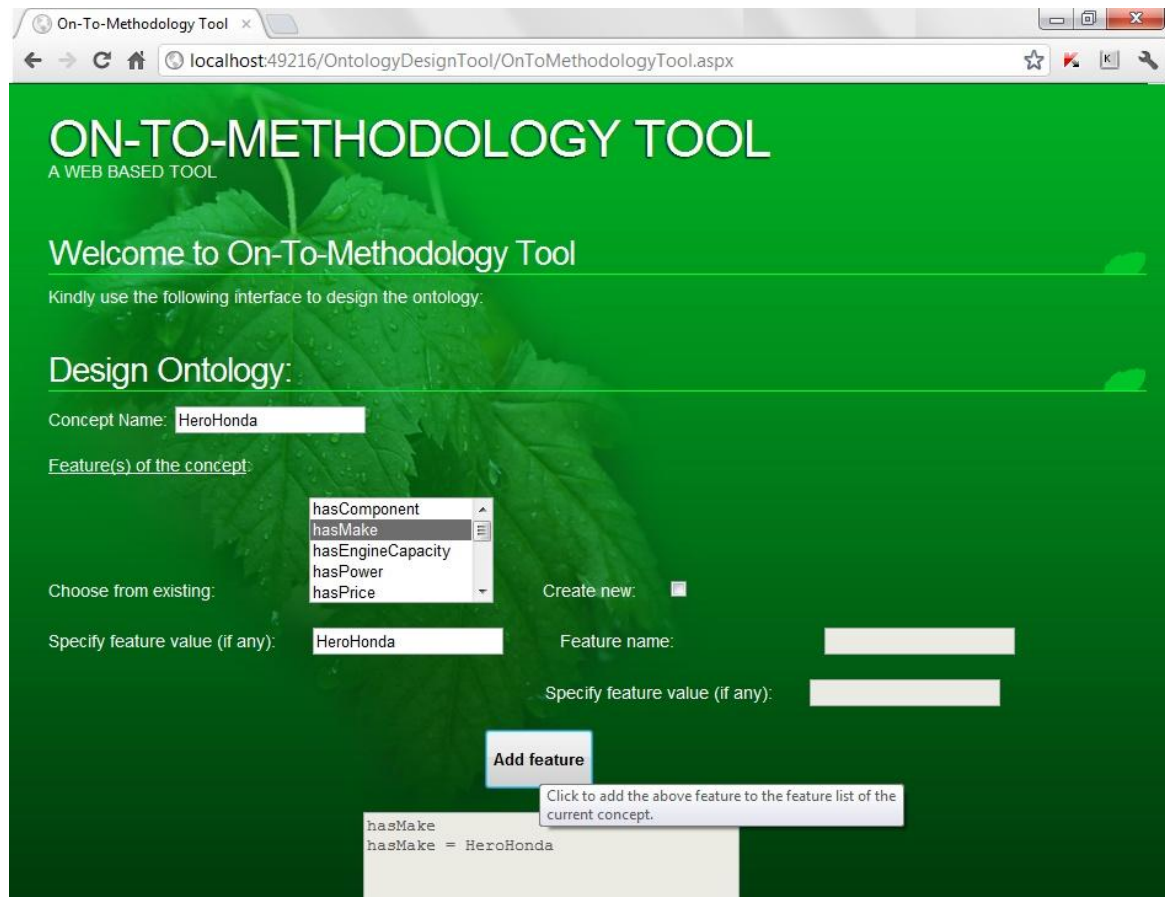 On-To-Methodology Tool
localhost:49216/OntologyDesignTool/OnToMethodologyTool.aspx
K
ON-TO-METHODOLOGY TOOL
A WEB BASED TOOL
Welcome to On-To-Methodology Tool
Kindly use the following interface to design the ontology:
Design Ontology:
Concept Name: HeroHonda
Feature(s) of the concept:
hasComponent
hasMake
hasEngineCapacity
hasPower
Choose from existing: hasPrice Create new:
Specify feature value (if any): HeroHonda Feature name:
Specify feature value (if any):
Add feature
Click to add the above feature to the feature list of the
current concept.
hasMake
hasMake = HeroHonda